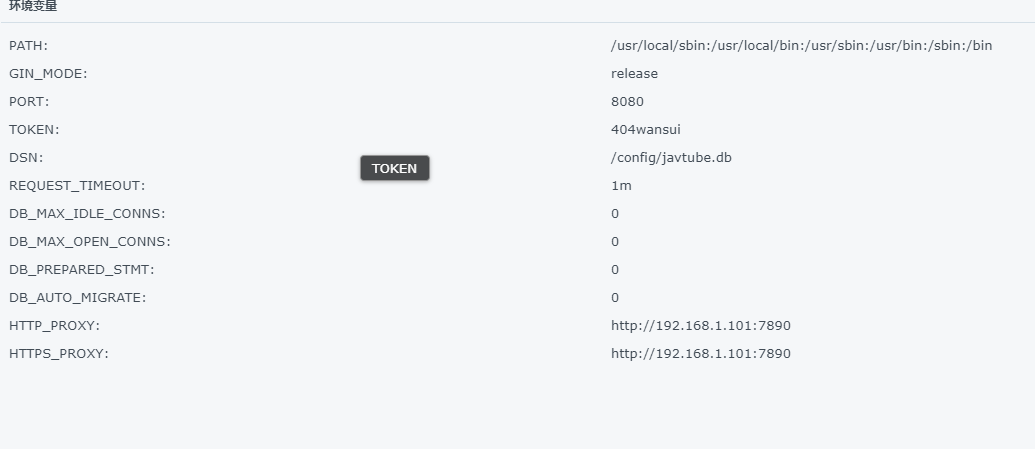 环境变量
PATH: /usr/local/sbin:/usr/local/bin:/usr/sbin:/usr/bin:/sbin:/bin
GIN_MODE: release
PORT: 8080
TOKEN: 404wansui
DSN: /config/javtube.db
TOKEN
REQUEST_TIMEOUT: 1m
DB_MAX_IDLE_CONNS: 0
DB_MAX_OPEN_CONNS: 0
DB_PREPARED_STMT: 0
DB_AUTO_MIGRATE: 0
HTTP_PROXY: http://192.168.1.101:7890
HTTPS_PROXY: http://192.168.1.101:7890